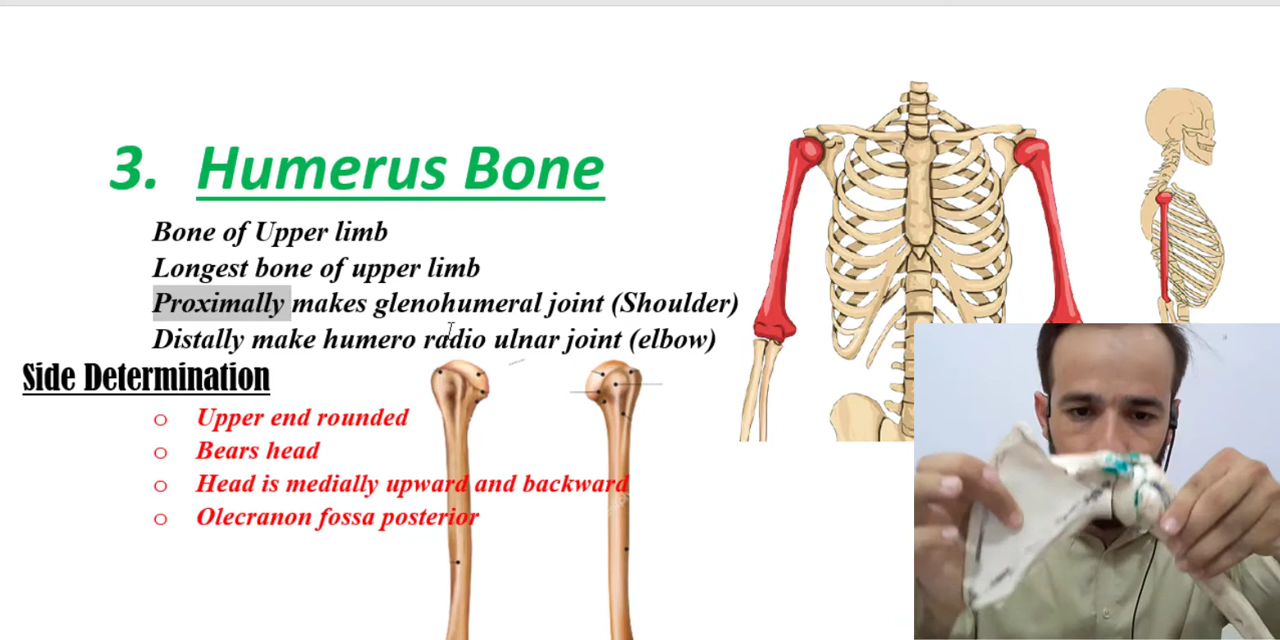 3. Humerus Bone
Bone of Upper limb
Longest bone of upper limb
Proximally makes glenohumeral joint (Shoulder)
Distally make humero radio ulnar joint (elbow)
Side Determination
o Upper end rounded
o Bears head
o Head is medially upward and backward
o Olecranon fossa posterior